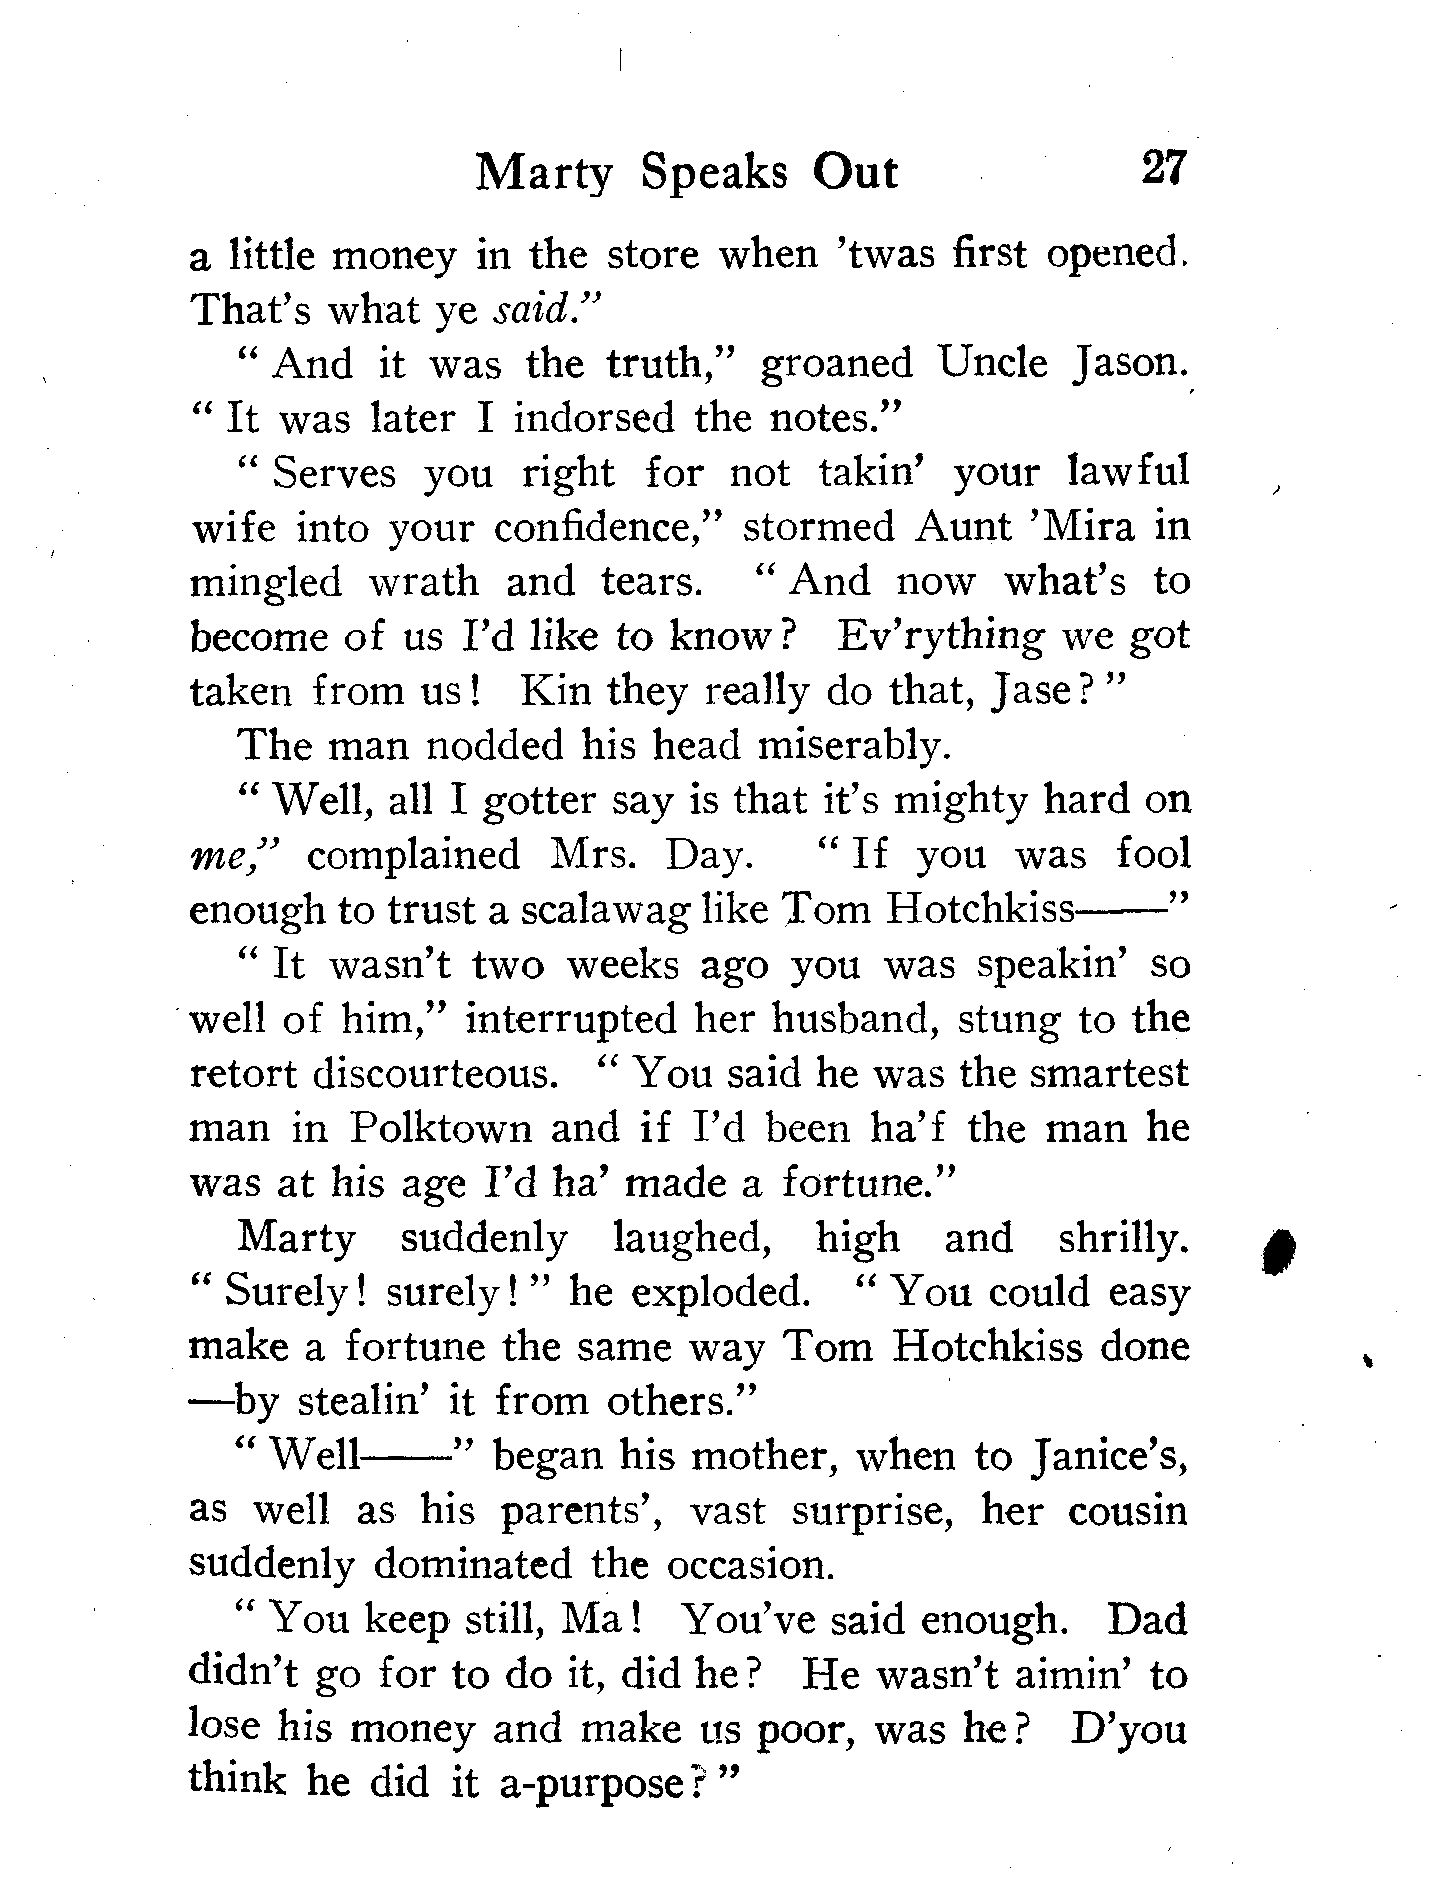 Marty Speaks Out 27
a little money in the store when 'twas first opened.
That's what ye said."
" And it was the truth," groaned Uncle Jason.
" It was later I indorsed the notes."
" Serves you right for not takin' your lawful
wife into your confidence," stormed Aunt 'Mira in
mingled wrath and tears. " And now what's to
become of us I'd like to know? Ev'rything we got
taken from us! Kin they really do that, Jase? "
The man nodded his head miserably.
" Well, all I gotter say is that it's mighty hard on
me," complained Mrs. Day. " If you was fool
enough to trust a scalawag like Tom Hotchkiss——"
" It wasn't two weeks ago you was speakin' so
well of him," interrupted her husband, stung to the
retort discourteous. " You said he was the smartest
man in Polktown and if I'd been ha'f the man he
was at his age I'd ha' made a fortune."
Marty suddenly laughed, high and shrilly.
" Surely! surely! " he exploded. " You could easy
make a fortune the same way Tom Hotchkiss done
—by stealin' it from others."
" Well——" began his mother, when to Janice's,
as well as his parents', vast surprise, her cousin
suddenly dominated the occasion.
" You keep still, Ma! You've said enough. Dad
didn't go for to do it, did he? He wasn't aimin' to
lose his money and make us poor, was he? D'you
think he did it a-purpose? "